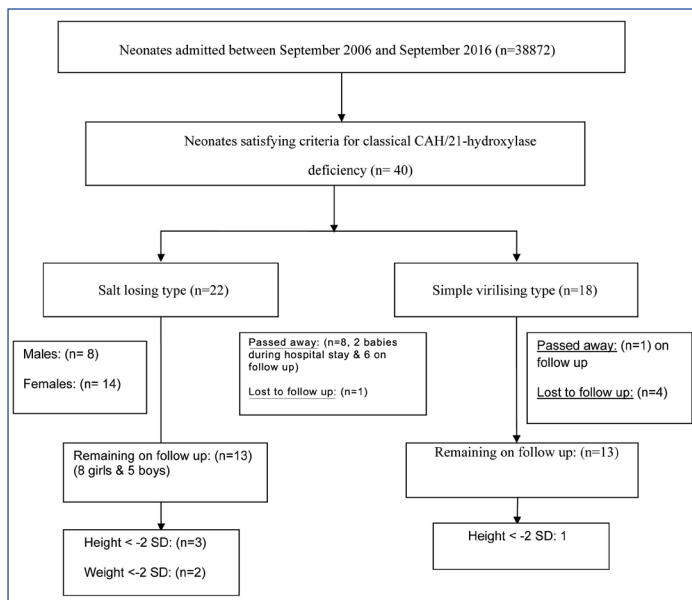 Neonates admitted between September 2006 and September 2016 (n=38872)
Neonates satisfying criteria for classical CAH/21-hydroxylase
deficiency (n= 40)
Salt losing type (n=22)
Simple virilising type (n=18)
Males: (n= 8)
Females: (n= 14)
Passed away: (n=8, 2 babies
during hospital stay & 6 on
follow up)
Lost to follow up: (n=1)
Passed away: (n=1) on
follow up
Lost to follow up: (n=4)
Remaining on follow up: (n=13)
(8 girls & 5 boys)
Remaining on follow up: (n=13)
Height < -2 SD: (n=3)
Weight <-2 SD: (n=2)
Height < -2 SD: 1